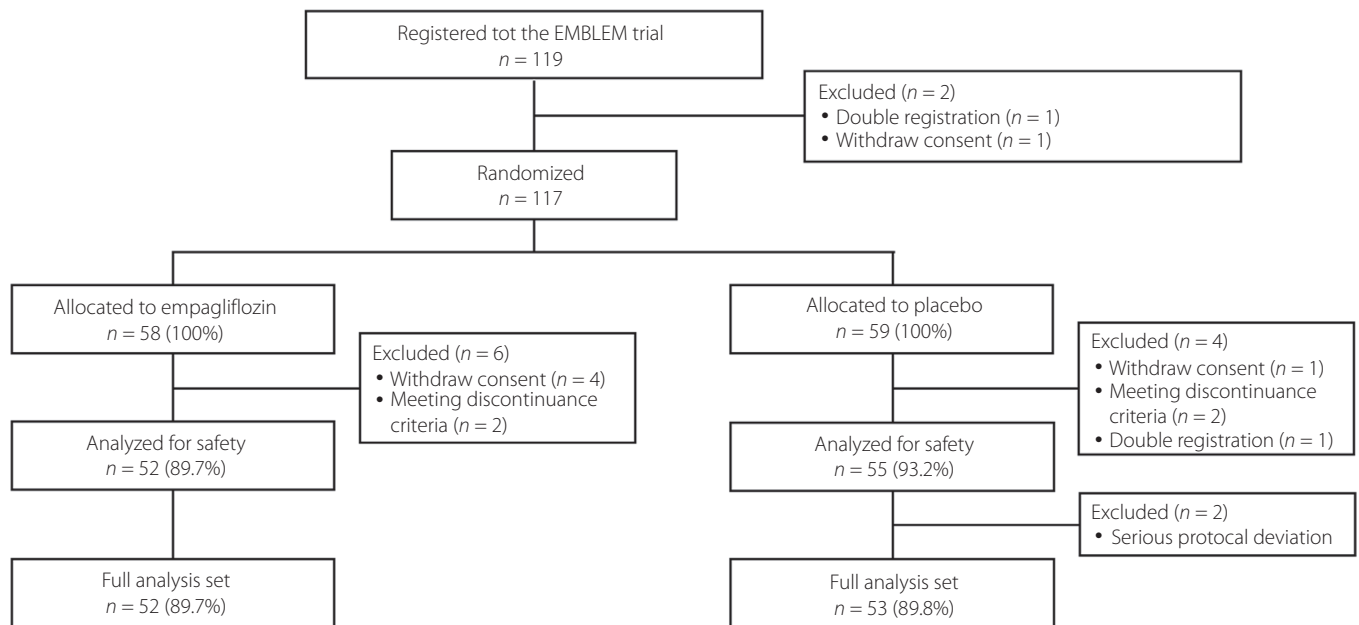 Registered tot the EMBLEM trial
n = 119
Excluded (n = 2)
• Double registration (n = 1)
• Withdraw consent (n = 1)
Randomized
n = 117
Allocated to empagliflozin
n = 58 (100%)
Allocated to placebo
n = 59 (100%)
Excluded (n = 6)
• Withdraw consent (n = 4)
• Meeting discontinuance
criteria (n = 2)
Excluded (n = 4)
• Withdraw consent (n = 1)
• Meeting discontinuance
criteria (n = 2)
• Double registration (n = 1)
Analyzed for safety
n = 52 (89.7%)
Analyzed for safety
n = 55 (93.2%)
Excluded (n = 2)
• Serious protocal deviation
Full analysis set
n = 52 (89.7%)
Full analysis set
n = 53 (89.8%)